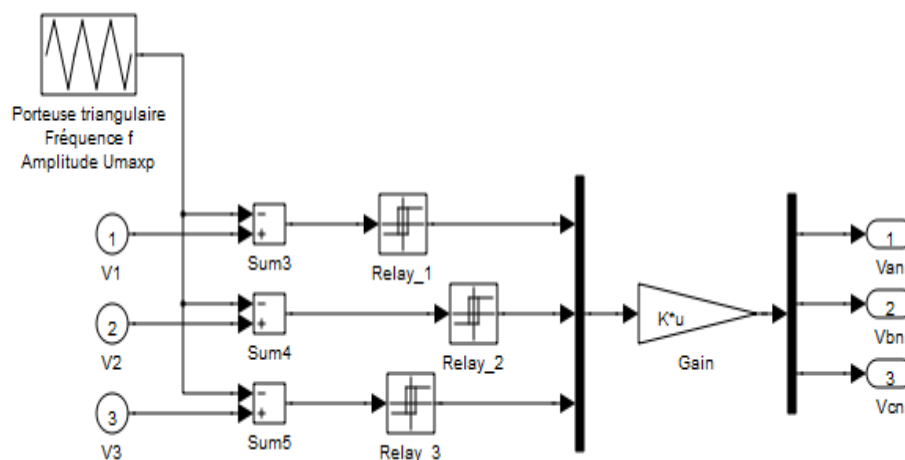 Porteuse triangulaire
Fréquence f
Amplitude Umaxp
1
V1
−
+
Sum3
Relay_1
2
V2
−
+
Sum4
Relay_2
3
V3
−
+
Sum5
Relay_3
K*u
Gain
1
Van
2
Vbn
3
Vcn